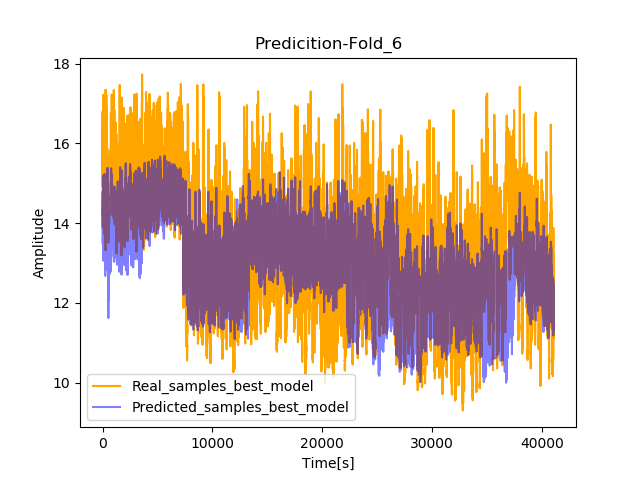 Predicition-Fold_6
18
16
14
12
10
Amplitude
Real_samples_best_model
Predicted_samples_best_model
0
10000
20000
30000
40000
Time[s]